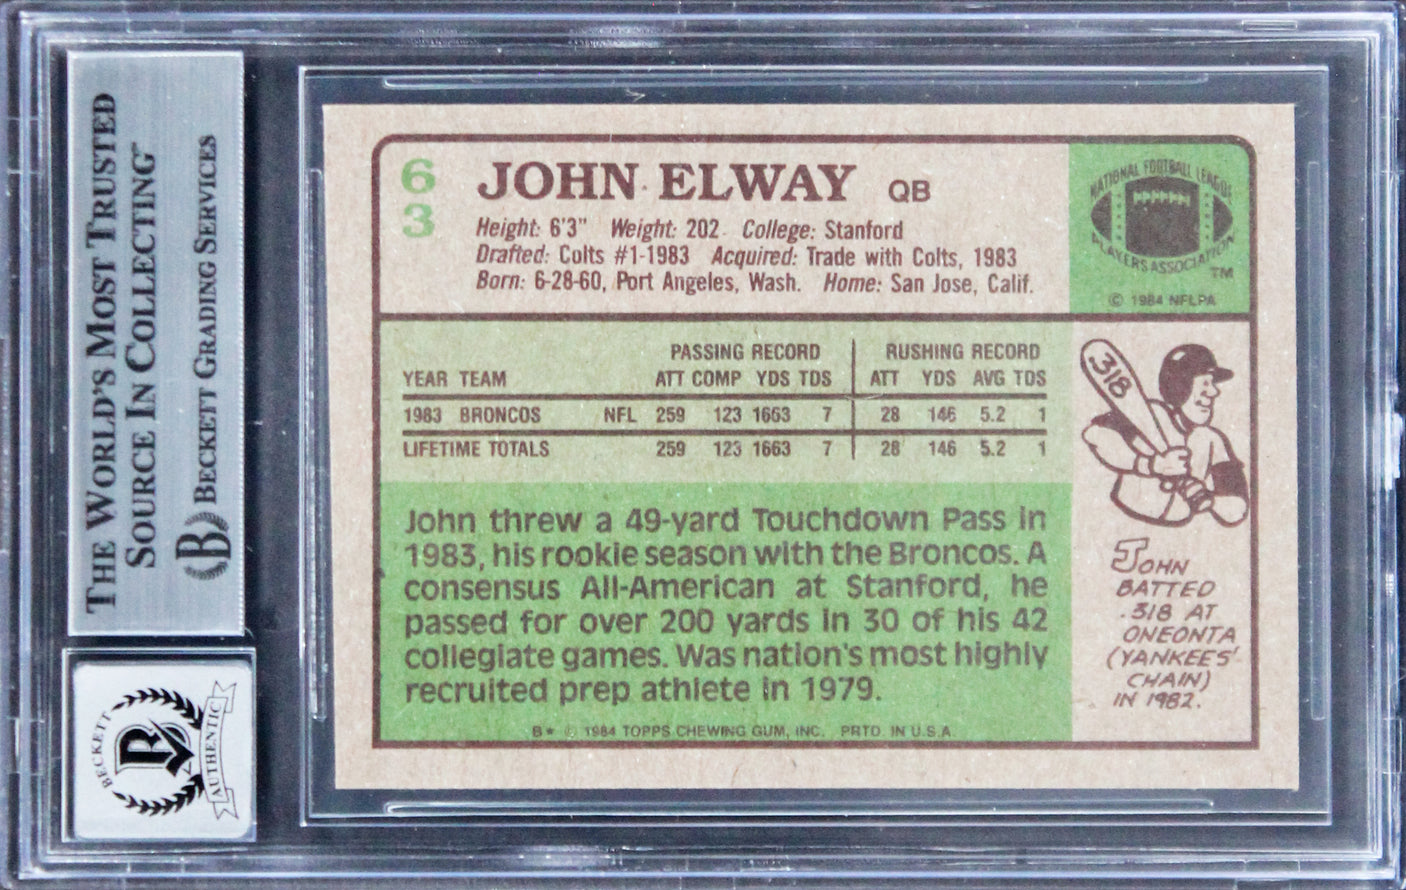 THE WORLD'S MOST TRUSTED
SOURCE IN COLLECTING™
BECKETT GRADING SERVICES
B
BECKETT
B
AUTHENTIC
63
JOHN ELWAY QB
Height: 6'3" Weight: 202 College: Stanford
Drafted: Colts #1-1983 Acquired: Trade with Colts, 1983
Born: 6-28-60, Port Angeles, Wash. Home: San Jose, Calif.
NATIONAL FOOTBALL LEAGUE
PLAYERS ASSOCIATION
TM
© 1984 NFLPA
PASSING RECORD RUSHING RECORD
YEAR TEAM ATT COMP YDS TDS ATT YDS AVG TDS
1983 BRONCOS NFL 259 123 1663 7 28 146 5.2 1
LIFETIME TOTALS 259 123 1663 7 28 146 5.2 1
John threw a 49-yard Touchdown Pass in
1983, his rookie season with the Broncos. A
consensus All-American at Stanford, he
passed for over 200 yards in 30 of his 42
collegiate games. Was nation's most highly
recruited prep athlete in 1979.
B* © 1984 TOPPS CHEWING GUM, INC. PRTD. IN U.S.A.
.318
JOHN
BATTED
.318 AT
ONEONTA
(YANKEES'
CHAIN)
IN 1982.